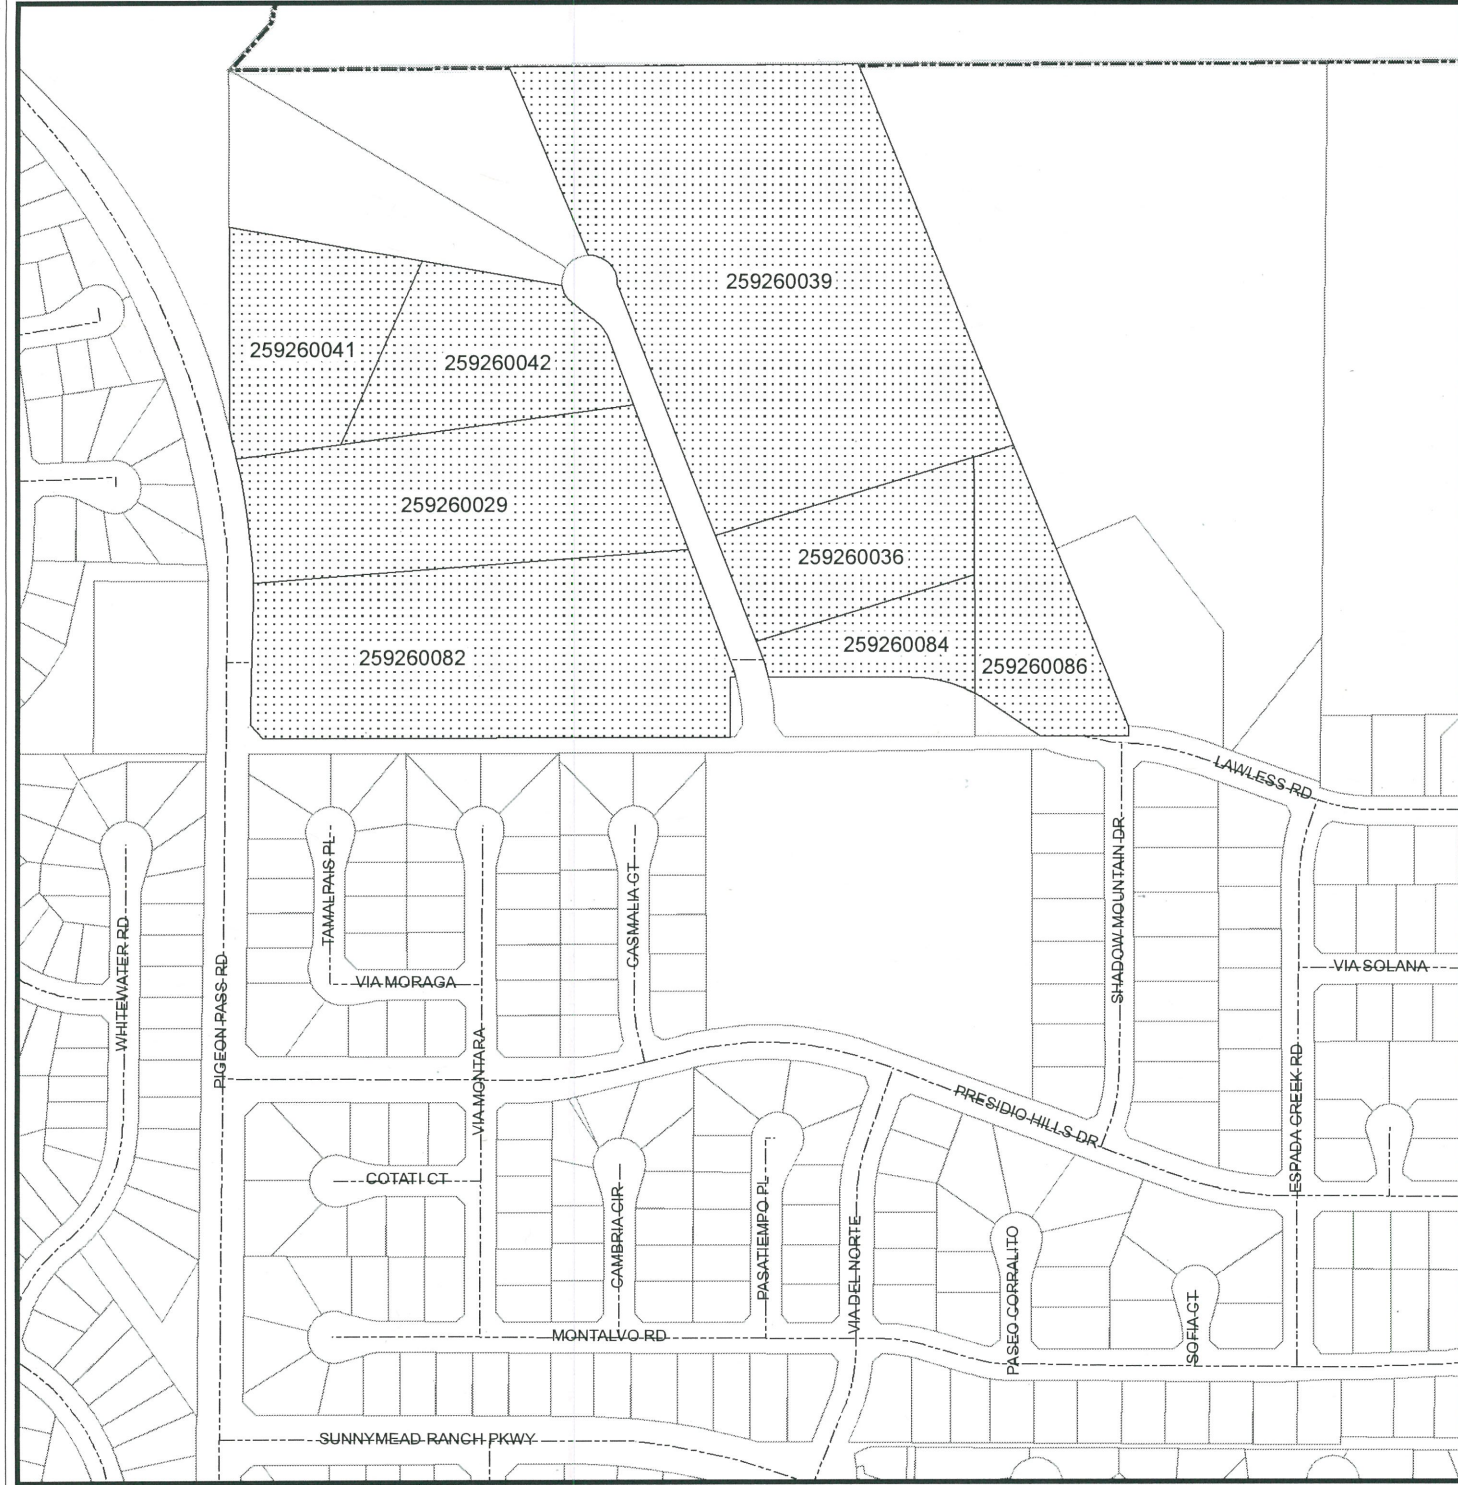 259260039
259260041
259260042
259260029
259260036
259260084
259260082
259260086
LAWLESS RD
TAMALPAIS PL
CASMALIA CT
SHADOW MOUNTAIN DR
WHITEWATER RD
PIGEON PASS RD
VIA MORAGA
VIA SOLANA
VIA MONTARA
PRESIDIO HILLS DR
ESPADA CREEK RD
COTATI CT
CAMBRIA CIR
PASATIEMPO PL
VIA DEL NORTE
PASEO CORRALITO
SOFIA CT
MONTALVO RD
SUNNYMEAD RANCH PKWY